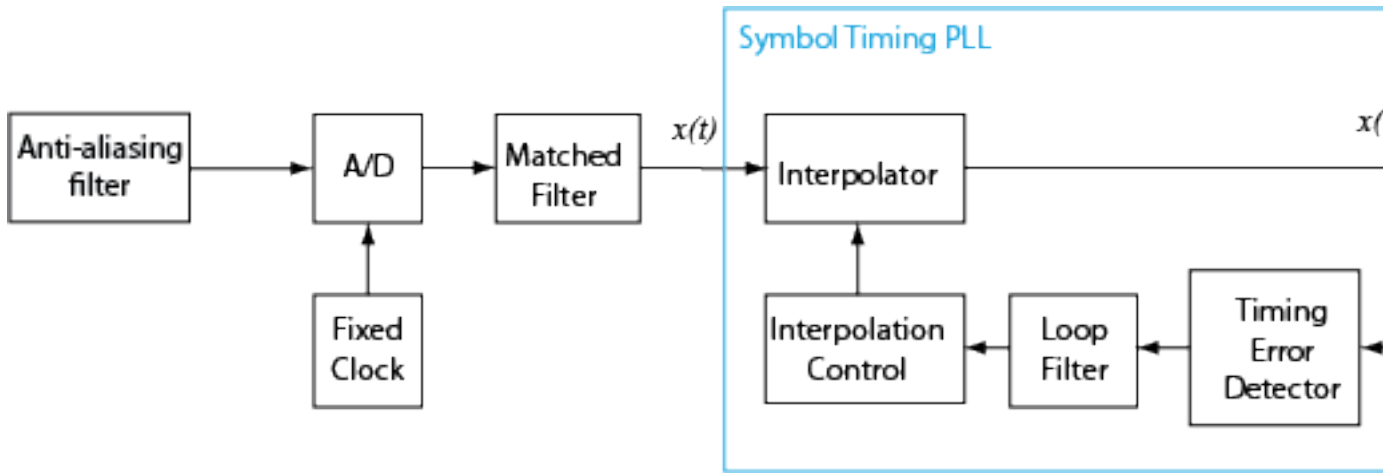 Symbol Timing PLL
Anti-aliasing
filter
A/D
Matched
Filter
x(t)
Interpolator
x(
Fixed
Clock
Interpolation
Control
Loop
Filter
Timing
Error
Detector